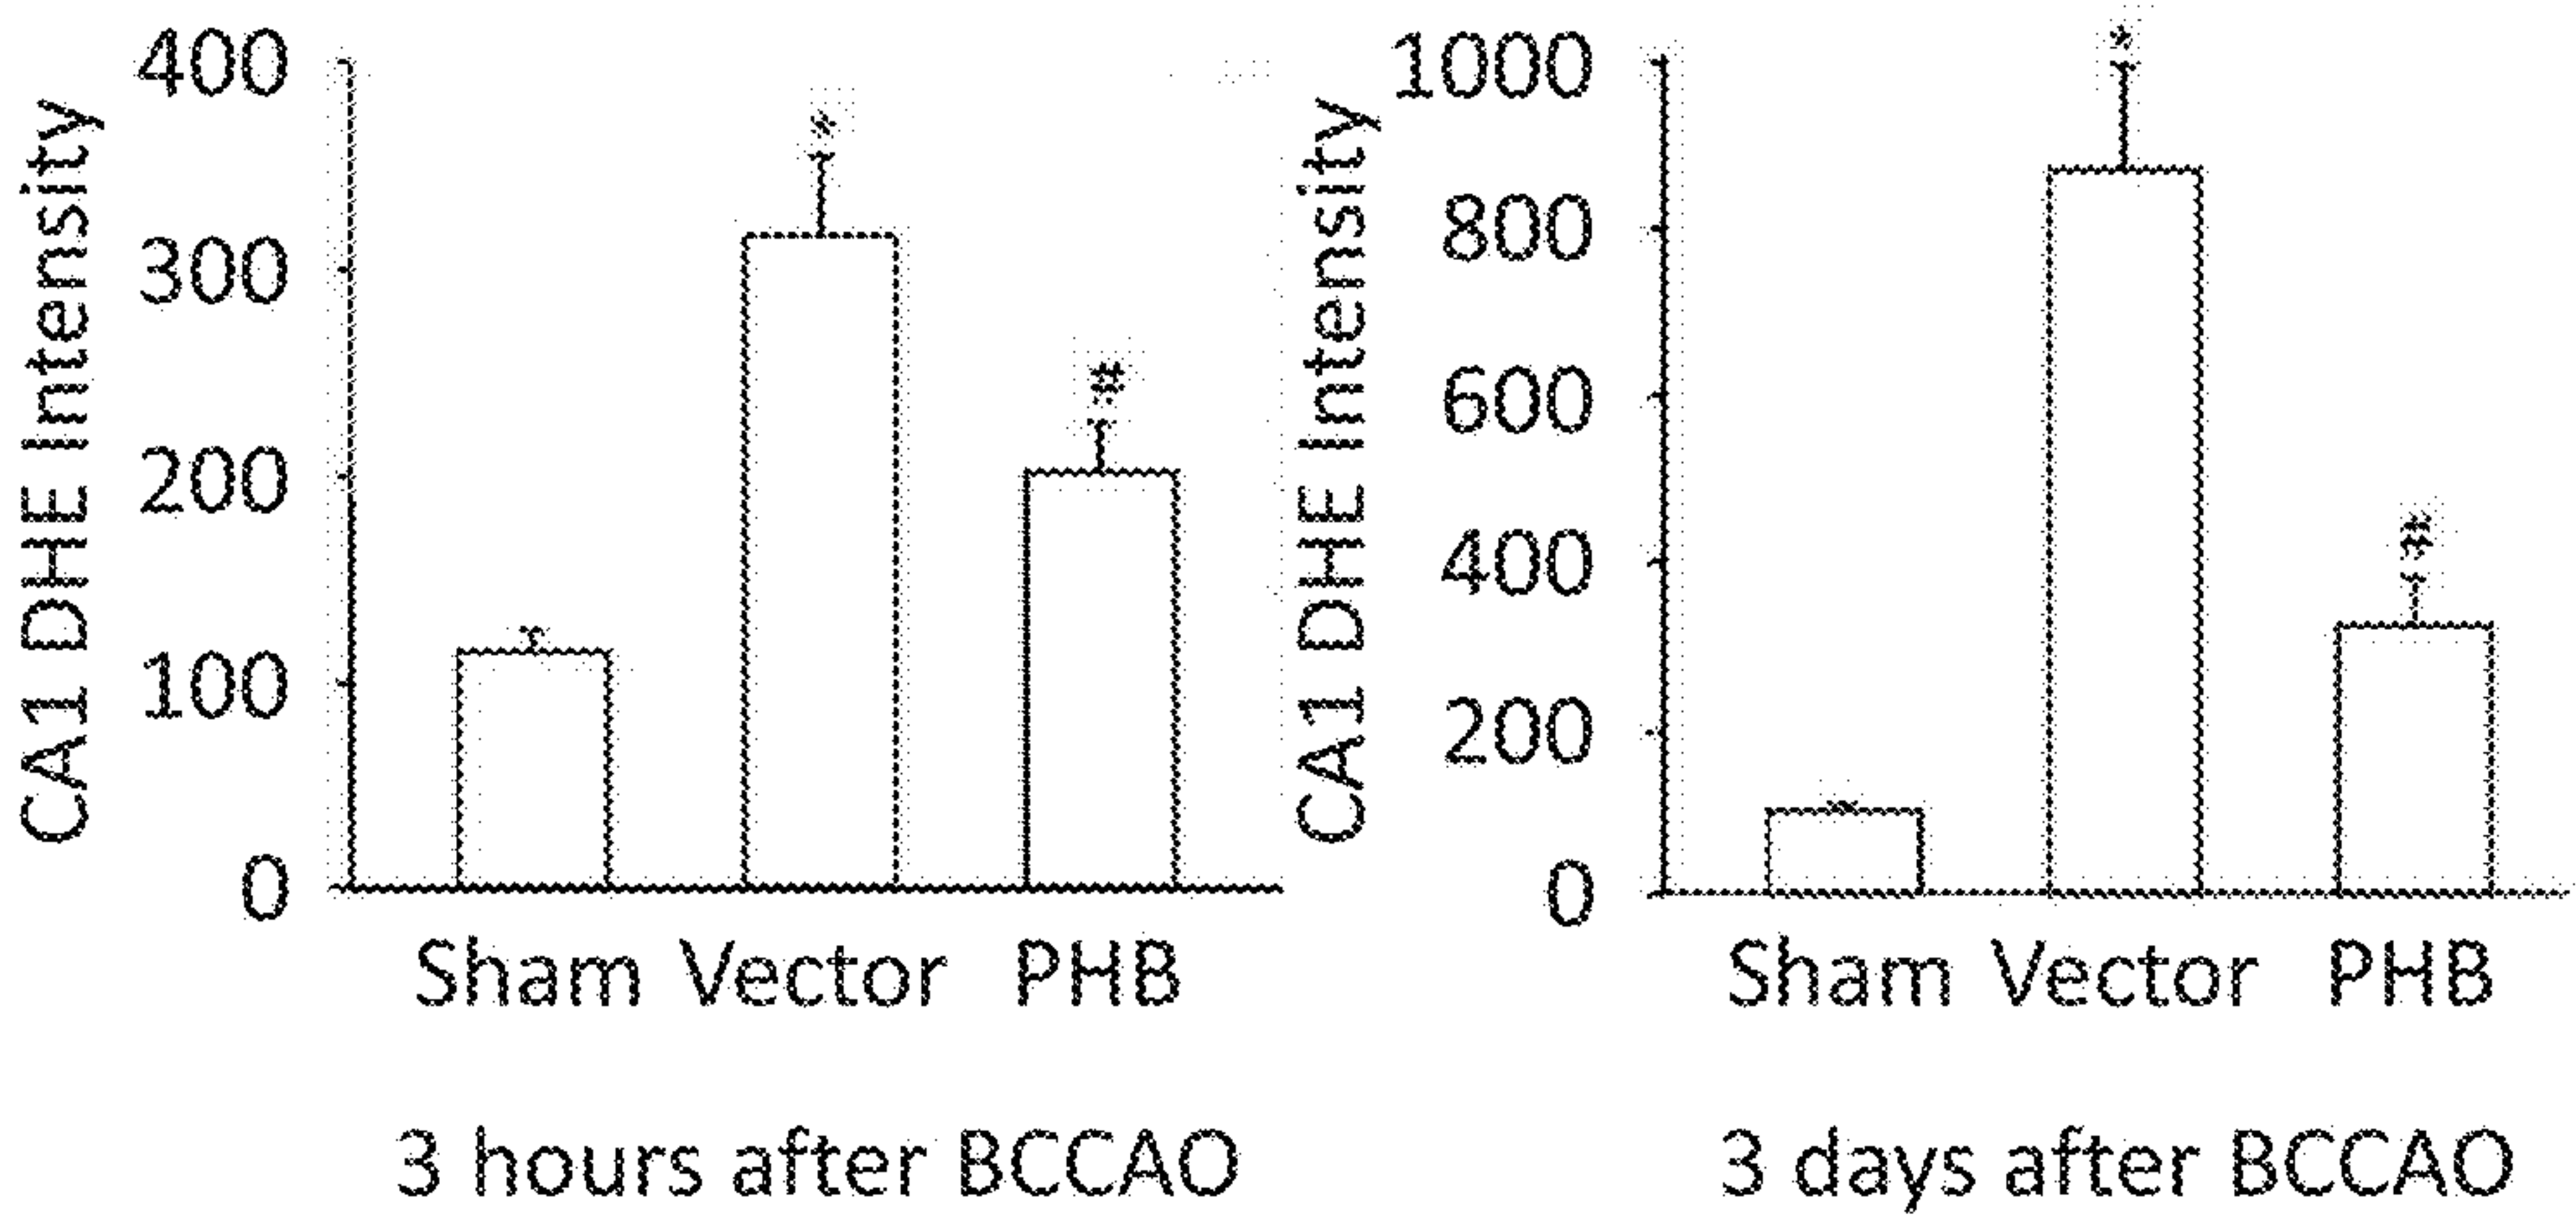 CA1 DHE Intensity
400
300
200
100
0
*
#
Sham Vector PHB
3 hours after BCCAO
CA1 DHE Intensity
1000
800
600
400
200
0
*
#
Sham Vector PHB
3 days after BCCAO